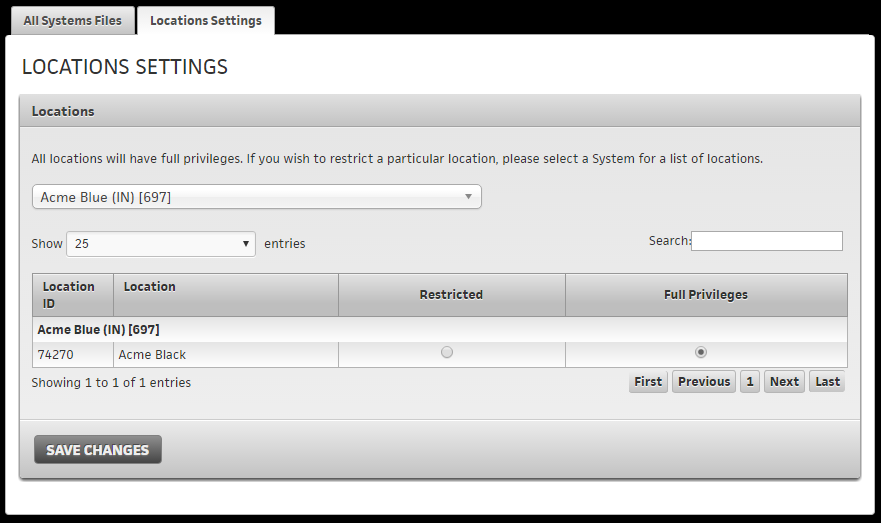 All Systems Files
Locations Settings
LOCATIONS SETTINGS
Locations
All locations will have full privileges. If you wish to restrict a particular location, please select a System for a list of locations.
Acme Blue (IN) [697]
Show 25 entries
Search:
Location ID
Location
Restricted
Full Privileges
Acme Blue (IN) [697]
74270
Acme Black
Showing 1 to 1 of 1 entries
First
Previous
1
Next
Last
SAVE CHANGES